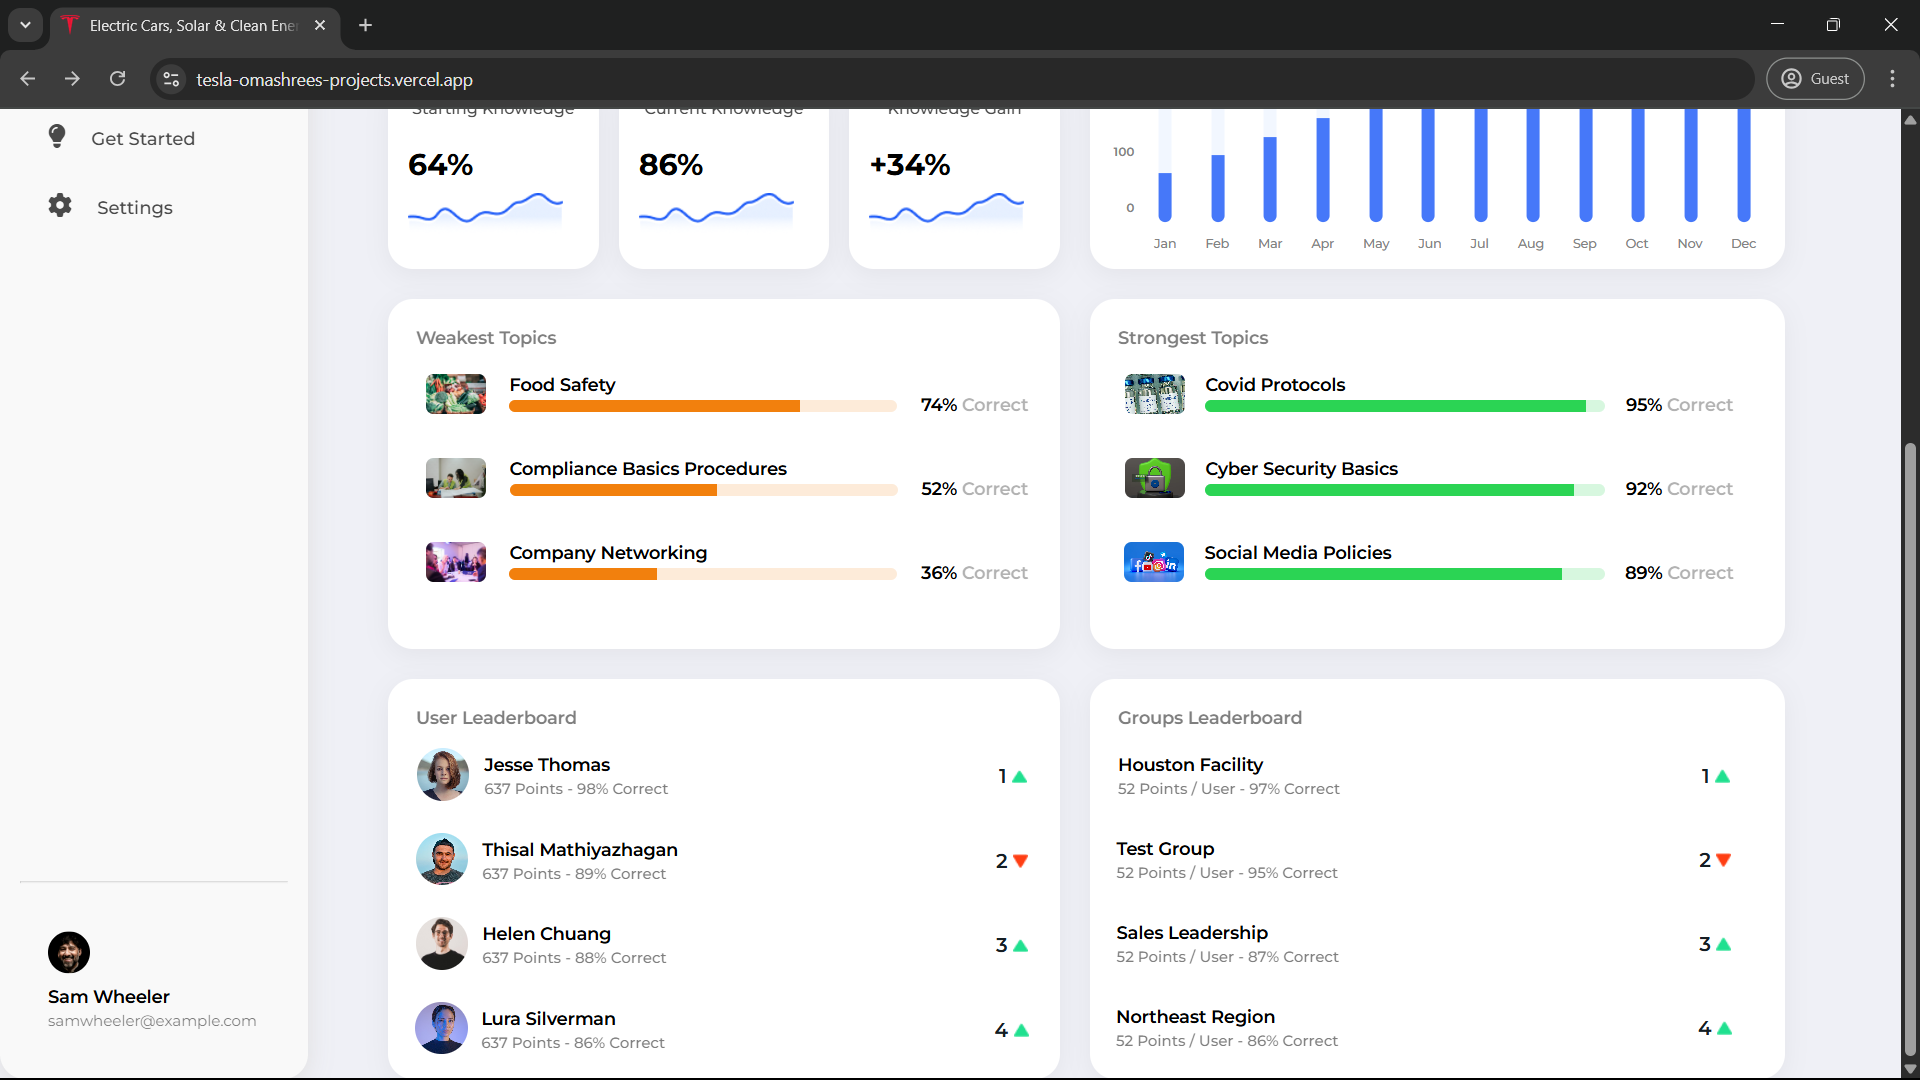 Electric Cars, Solar & Clean Ener
tesla-omashrees-projects.vercel.app
Guest
Get Started
Settings
Sam Wheeler
samwheeler@example.com
Starting Knowledge
64%
Current Knowledge
86%
Knowledge Gain
+34%
100
0
Jan Feb Mar Apr May Jun Jul Aug Sep Oct Nov Dec
Weakest Topics
Food Safety
74% Correct
Compliance Basics Procedures
52% Correct
Company Networking
36% Correct
Strongest Topics
Covid Protocols
95% Correct
Cyber Security Basics
92% Correct
Social Media Policies
89% Correct
User Leaderboard
Jesse Thomas
637 Points - 98% Correct
1
Thisal Mathiyazhagan
637 Points - 89% Correct
2
Helen Chuang
637 Points - 88% Correct
3
Lura Silverman
637 Points - 86% Correct
4
Groups Leaderboard
Houston Facility
52 Points / User - 97% Correct
1
Test Group
52 Points / User - 95% Correct
2
Sales Leadership
52 Points / User - 87% Correct
3
Northeast Region
52 Points / User - 86% Correct
4